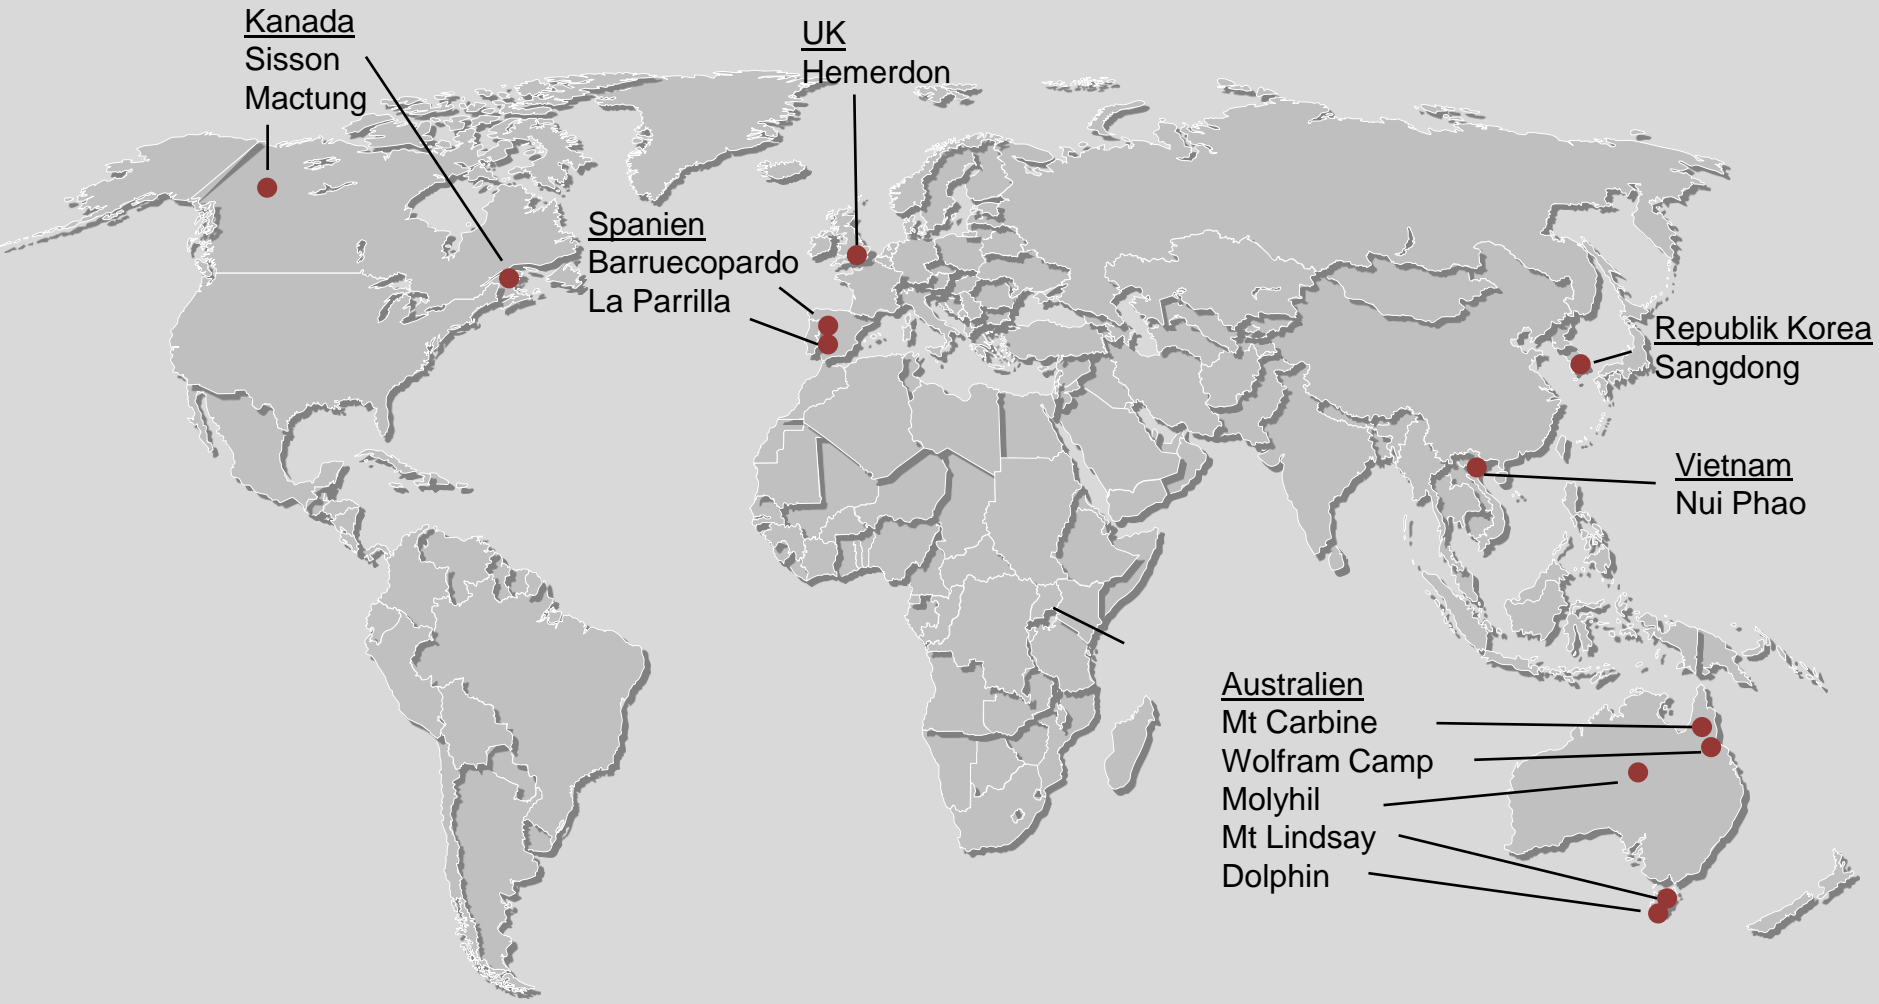 Kanada
Sisson
Mactung
UK
Hemerdon
Spanien
Barruecopardo
La Parrilla
Republik Korea
Sangdong
Vietnam
Nui Phao
Australien
Mt Carbine
Wolfram Camp
Molyhil
Mt Lindsay
Dolphin